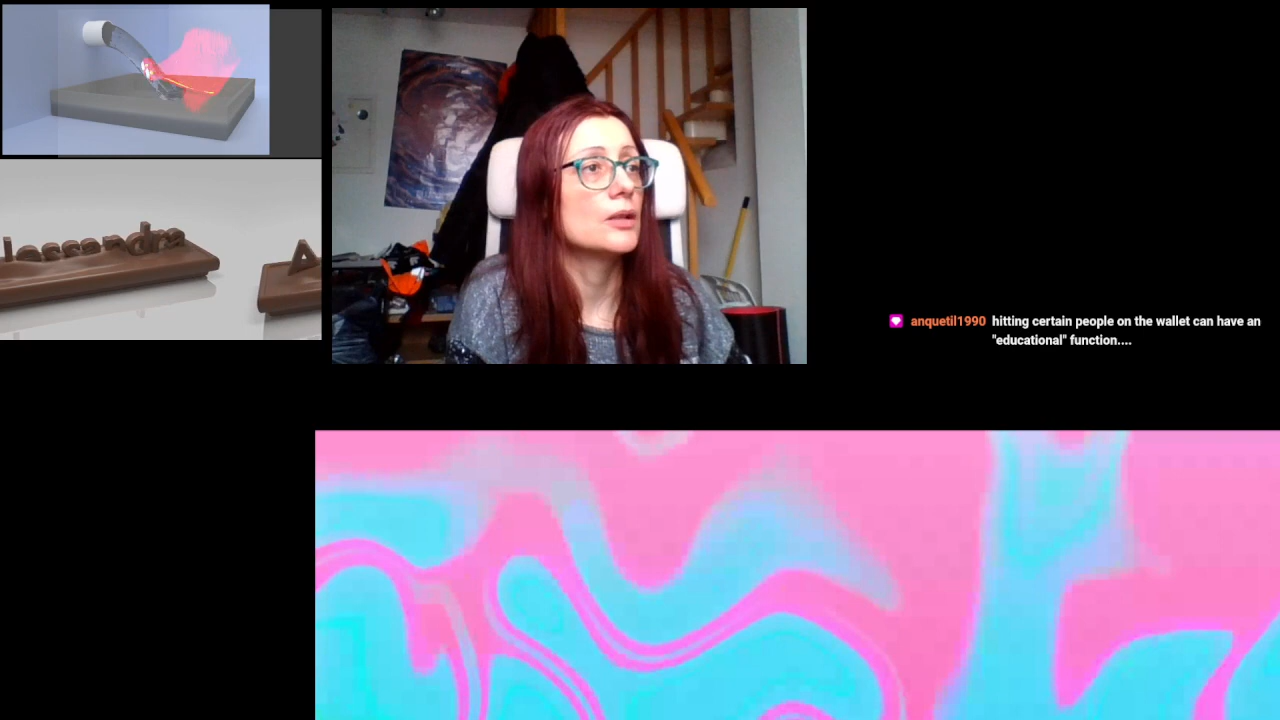 anquetil1990 hitting certain people on the wallet can have an
"educational" function....